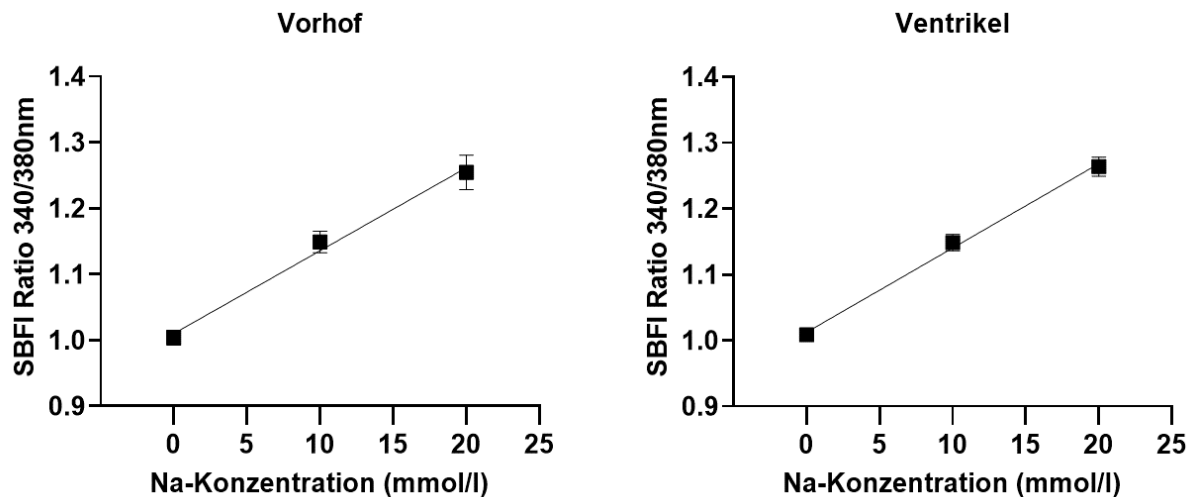 Vorhof
SBFI Ratio 340/380nm
1.4
1.3
1.2
1.1
1.0
0.9
0 5 10 15 20 25
Na-Konzentration (mmol/l)
Ventrikel
SBFI Ratio 340/380nm
1.4
1.3
1.2
1.1
1.0
0.9
0 5 10 15 20 25
Na-Konzentration (mmol/l)